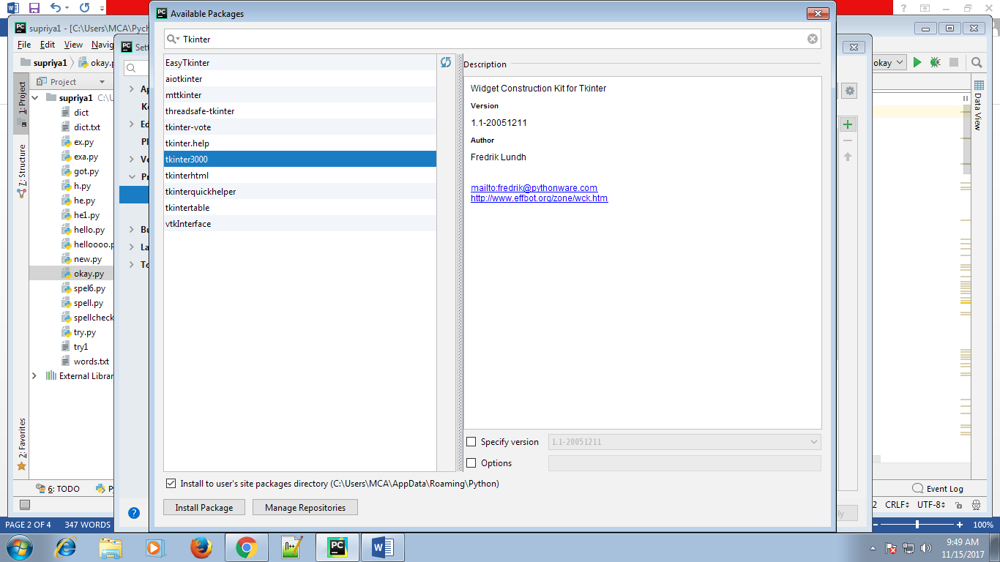 Available Packages
supriya1 - [C:\Users\MCA\Pych
File Edit View Navig
supriya1 okay.p
okay
Tkinter
EasyTkinter
aiotkinter
mttkinter
threadsafe-tkinter
tkinter-vote
tkinter.help
tkinter3000
tkinterhtml
tkinterquickhelper
tkintertable
vtkInterface
Description
Widget Construction Kit for Tkinter
Version
1.1-20051211
Author
Fredrik Lundh
mailto:fredrik@pythonware.com
http://www.effbot.org/zone/wck.htm
Specify version 1.1-20051211
Options
Install to user's site packages directory (C:\Users\MCA\AppData\Roaming\Python)
Install Package Manage Repositories
Sett
Ap
Ke
Ed
Pl
Ve
Pr
Bu
La
To
1: Project
7: Structure
2: Favorites
Project
supriya1 C:\U
dict
dict.txt
ex.py
exa.py
got.py
h.py
he.py
he1.py
hello.py
helloooo.p
new.py
okay.py
spel6.py
spell.py
spellcheck
try.py
try1
words.txt
External Librar
Data View
6: TODO
Event Log
2 CRLF UTF-8
ly
PAGE 2 OF 4 347 WORDS
100%
9:49 AM
11/15/2017